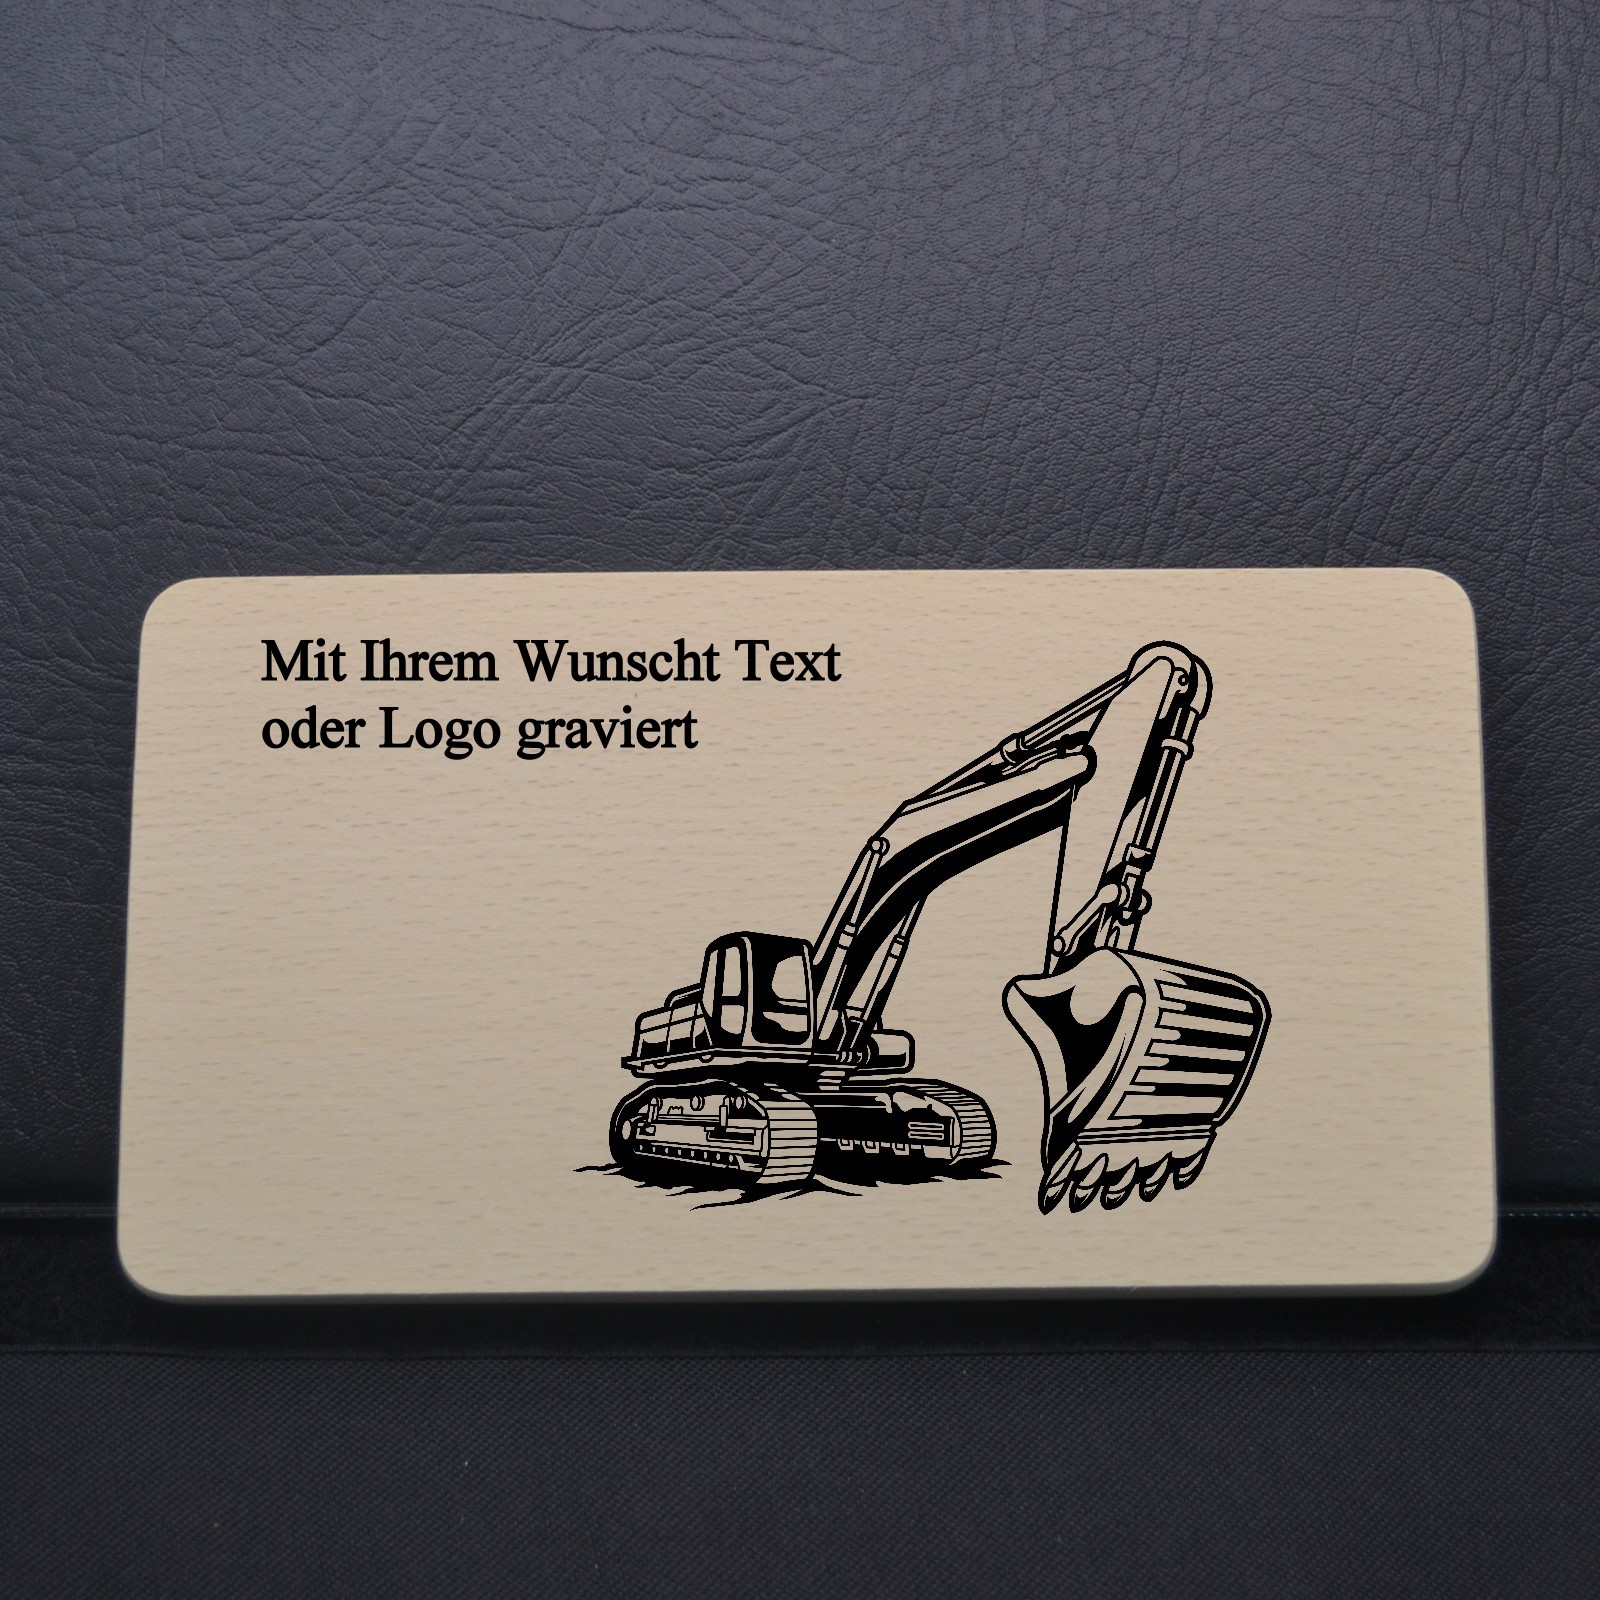 Mit Ihrem Wunscht Text
oder Logo graviert